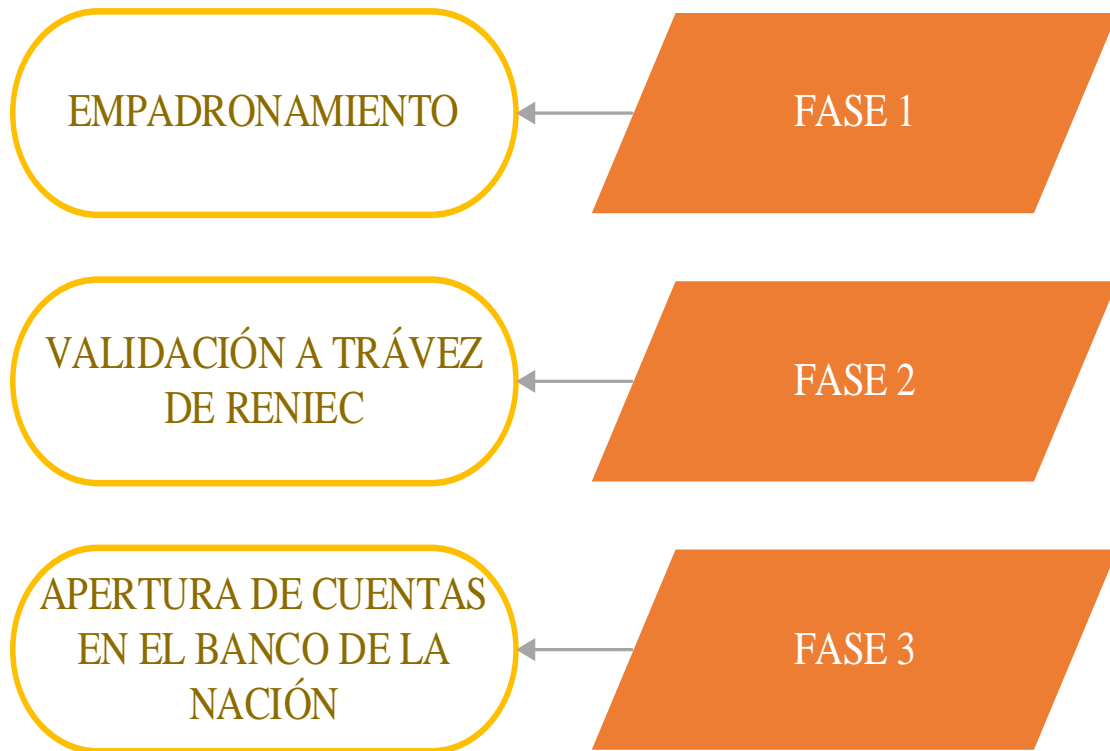 EMPADRONAMIENTO
FASE 1
VALIDACIÓN A TRÁVEZ
DE RENIEC
FASE 2
APERTURA DE CUENTAS
EN EL BANCO DE LA
NACIÓN
FASE 3